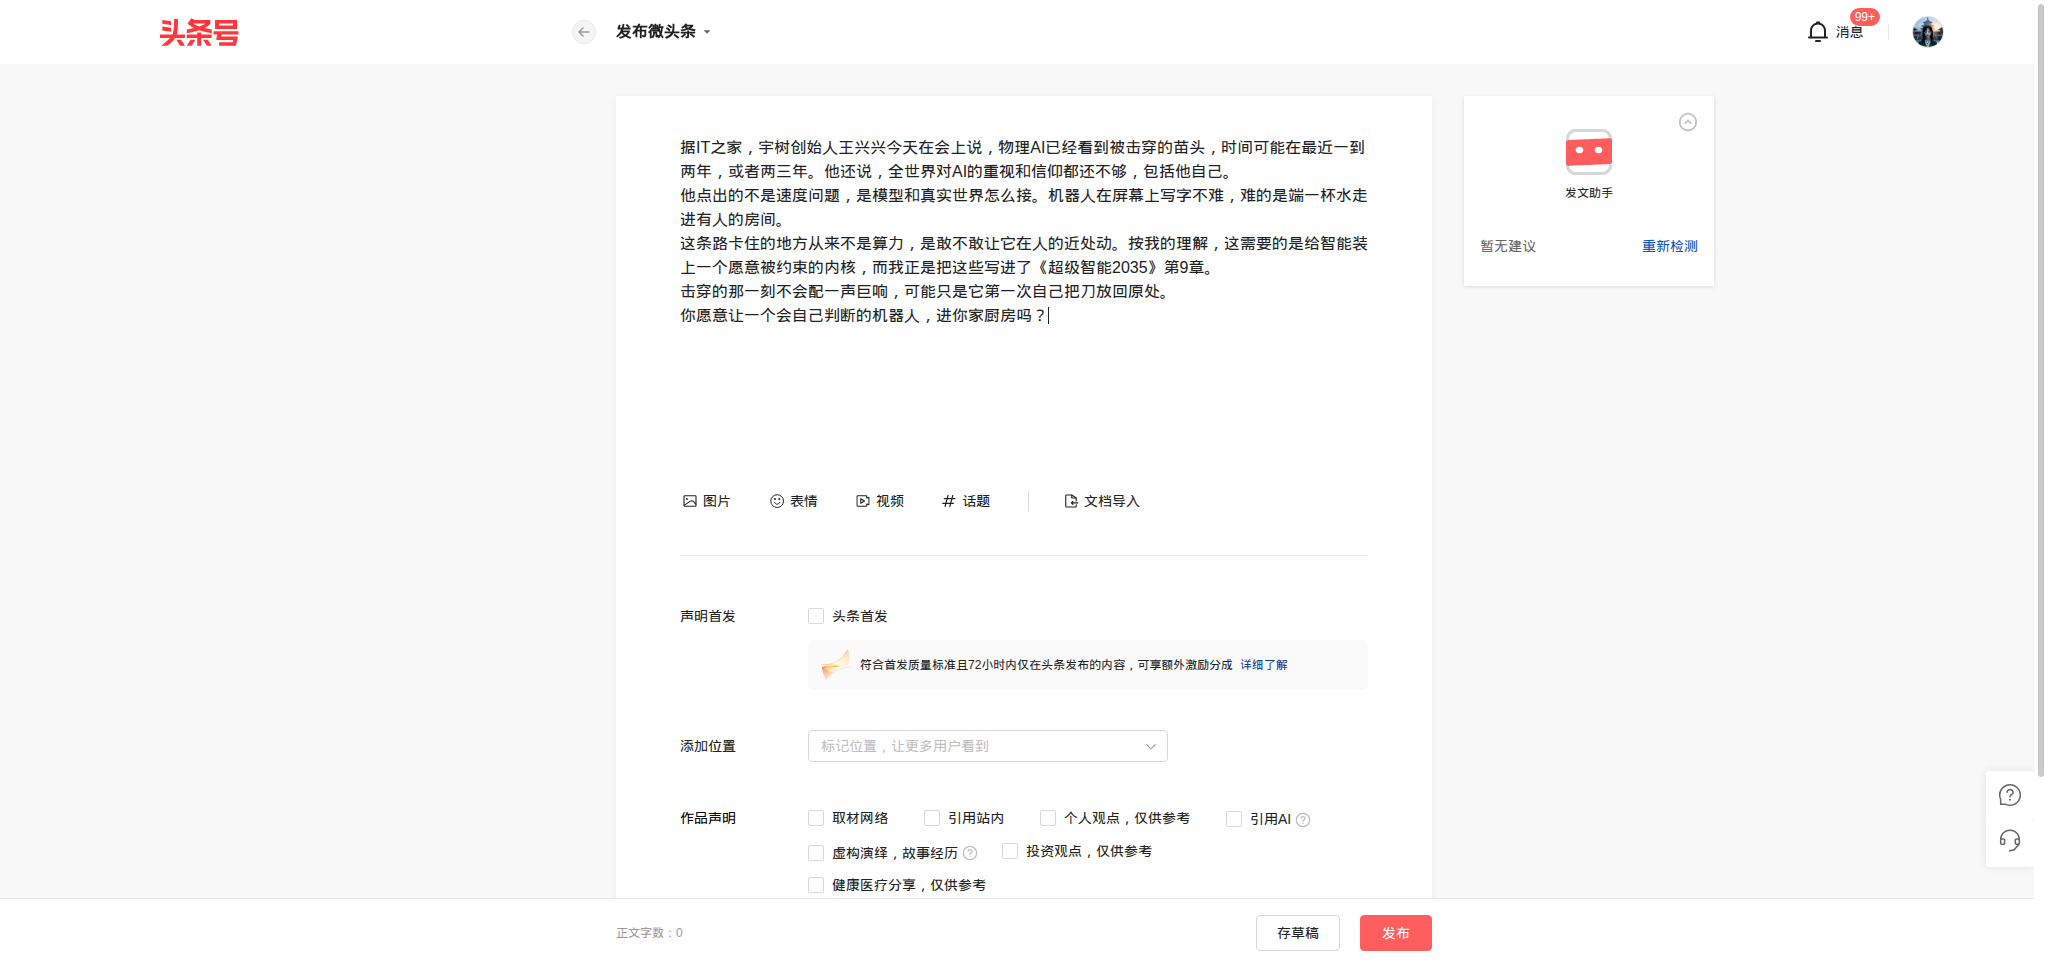 头条号
发布微头条
99+
消息
据IT之家，宇树创始人王兴兴今天在会上说，物理AI已经看到被击穿的苗头，时间可能在最近一到
两年，或者两三年。他还说，全世界对AI的重视和信仰都还不够，包括他自己。
他点出的不是速度问题，是模型和真实世界怎么接。机器人在屏幕上写字不难，难的是端一杯水走
进有人的房间。
这条路卡住的地方从来不是算力，是敢不敢让它在人的近处动。按我的理解，这需要的是给智能装
上一个愿意被约束的内核，而我正是把这些写进了《超级智能2035》第9章。
击穿的那一刻不会配一声巨响，可能只是它第一次自己把刀放回原处。
你愿意让一个会自己判断的机器人，进你家厨房吗？
发文助手
暂无建议 重新检测
图片 表情 视频 # 话题 文档导入
声明首发 头条首发
符合首发质量标准且72小时内仅在头条发布的内容，可享额外激励分成 详细了解
添加位置 标记位置，让更多用户看到
作品声明 取材网络 引用站内 个人观点，仅供参考 引用AI ?
虚构演绎，故事经历 ? 投资观点，仅供参考
健康医疗分享，仅供参考
正文字数：0 存草稿 发布